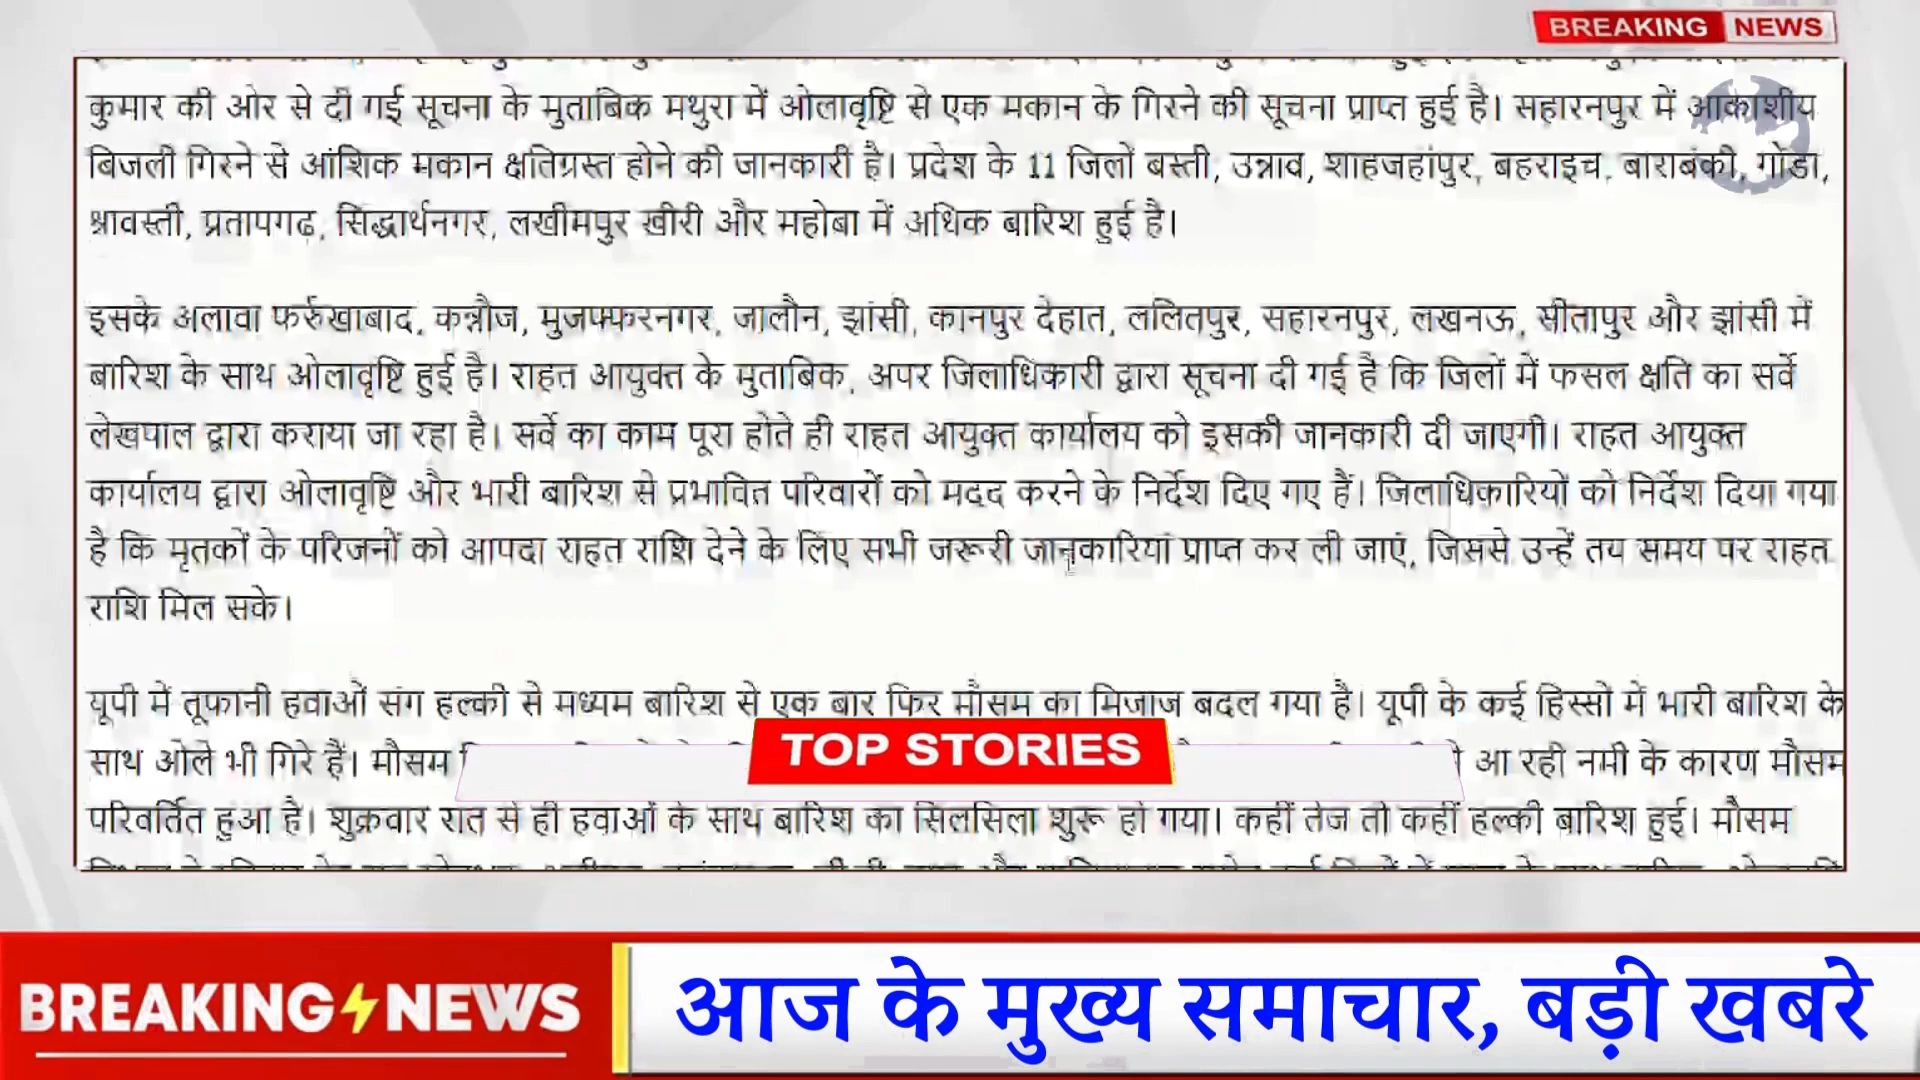 BREAKING NEWS
कुमार की ओर से दी गई सूचना के मुताबिक मथुरा में ओलावृष्टि से एक मकान के गिरने की सूचना प्राप्त हुई है। सहारनपुर में आकाशीय
बिजली गिरने से आंशिक मकान क्षतिग्रस्त होने की जानकारी है। प्रदेश के 11 जिलों बस्ती, उन्नाव, शाहजहांपुर, बहराइच, बाराबंकी, गोंडा,
श्रावस्ती, प्रतापगढ़, सिद्धार्थनगर, लखीमपुर खीरी और महोबा में अधिक बारिश हुई है।
इसके अलावा फर्रुखाबाद, कन्नौज, मुजफ्फरनगर, जालौन, झांसी, कानपुर देहात, ललितपुर, सहारनपुर, लखनऊ, सीतापुर और झांसी में
बारिश के साथ ओलावृष्टि हुई है। राहत आयुक्त के मुताबिक, अपर जिलाधिकारी द्वारा सूचना दी गई है कि जिलों में फसल क्षति का सर्वे
लेखपाल द्वारा कराया जा रहा है। सर्वे का काम पूरा होते ही राहत आयुक्त कार्यालय को इसकी जानकारी दी जाएगी। राहत आयुक्त
कार्यालय द्वारा ओलावृष्टि और भारी बारिश से प्रभावित परिवारों को मदद करने के निर्देश दिए गए हैं। जिलाधिकारियों को निर्देश दिया गया
है कि मृतकों के परिजनों को आपदा राहत राशि देने के लिए सभी जरूरी जानकारियां प्राप्त कर ली जाएं, जिससे उन्हें तय समय पर राहत
राशि मिल सके।
यूपी में तूफानी हवाओं संग हल्की से मध्यम बारिश से एक बार फिर मौसम का मिजाज बदल गया है। यूपी के कई हिस्सों में भारी बारिश के
साथ ओले भी गिरे हैं। मौसम आ रही नमी के कारण मौसम
TOP STORIES
परिवर्तित हुआ है। शुक्रवार रात से ही हवाओं के साथ बारिश का सिलसिला शुरू हो गया। कहीं तेज तो कहीं हल्की बारिश हुई। मौसम
BREAKING NEWS
आज के मुख्य समाचार, बड़ी खबरे